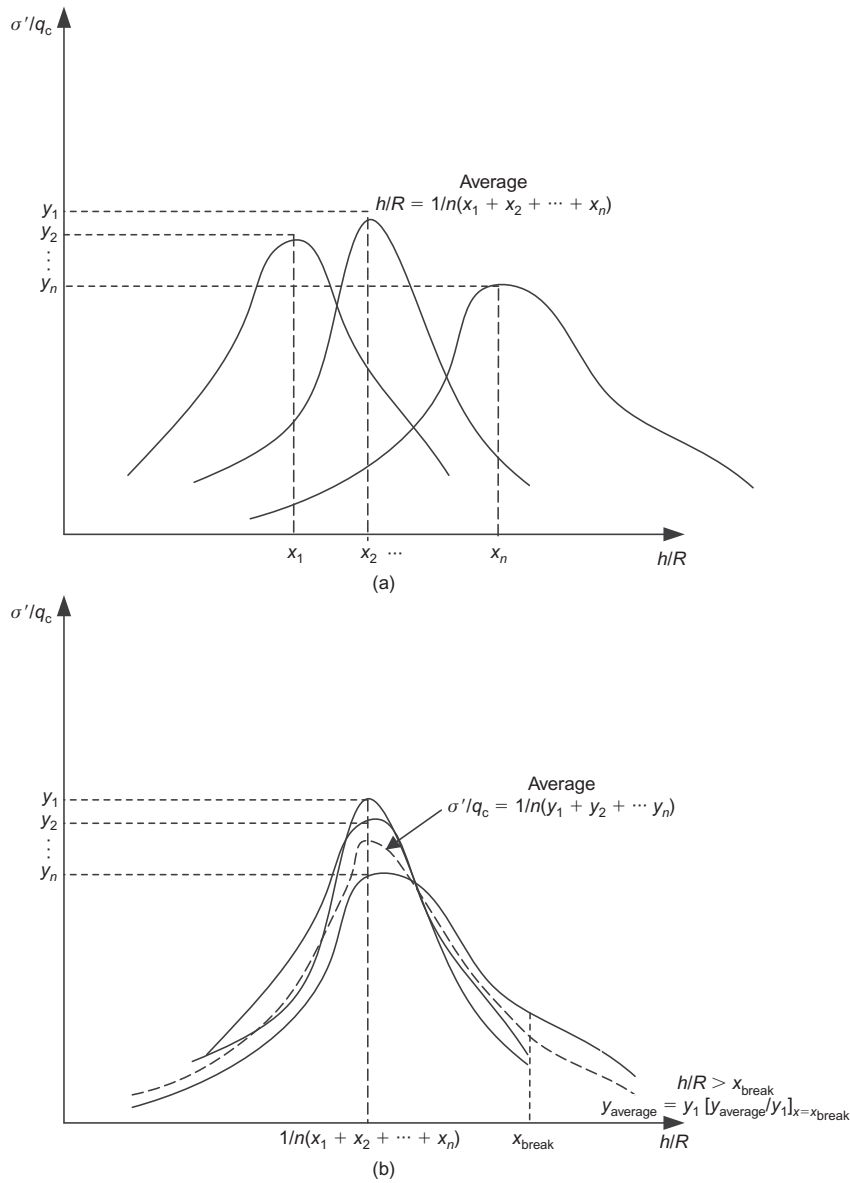 σ′/q_c
Average
h/R = 1/n(x_1 + x_2 + ··· + x_n)
y_1
y_2
⋮
y_n
x_1 x_2 ··· x_n
h/R
(a)
σ′/q_c
Average
σ′/q_c = 1/n(y_1 + y_2 + ··· y_n)
y_1
y_2
⋮
y_n
h/R > x_break
y_average = y_1 [y_average/y_1]_x=x_break
1/n(x_1 + x_2 + ··· + x_n) x_break h/R
(b)